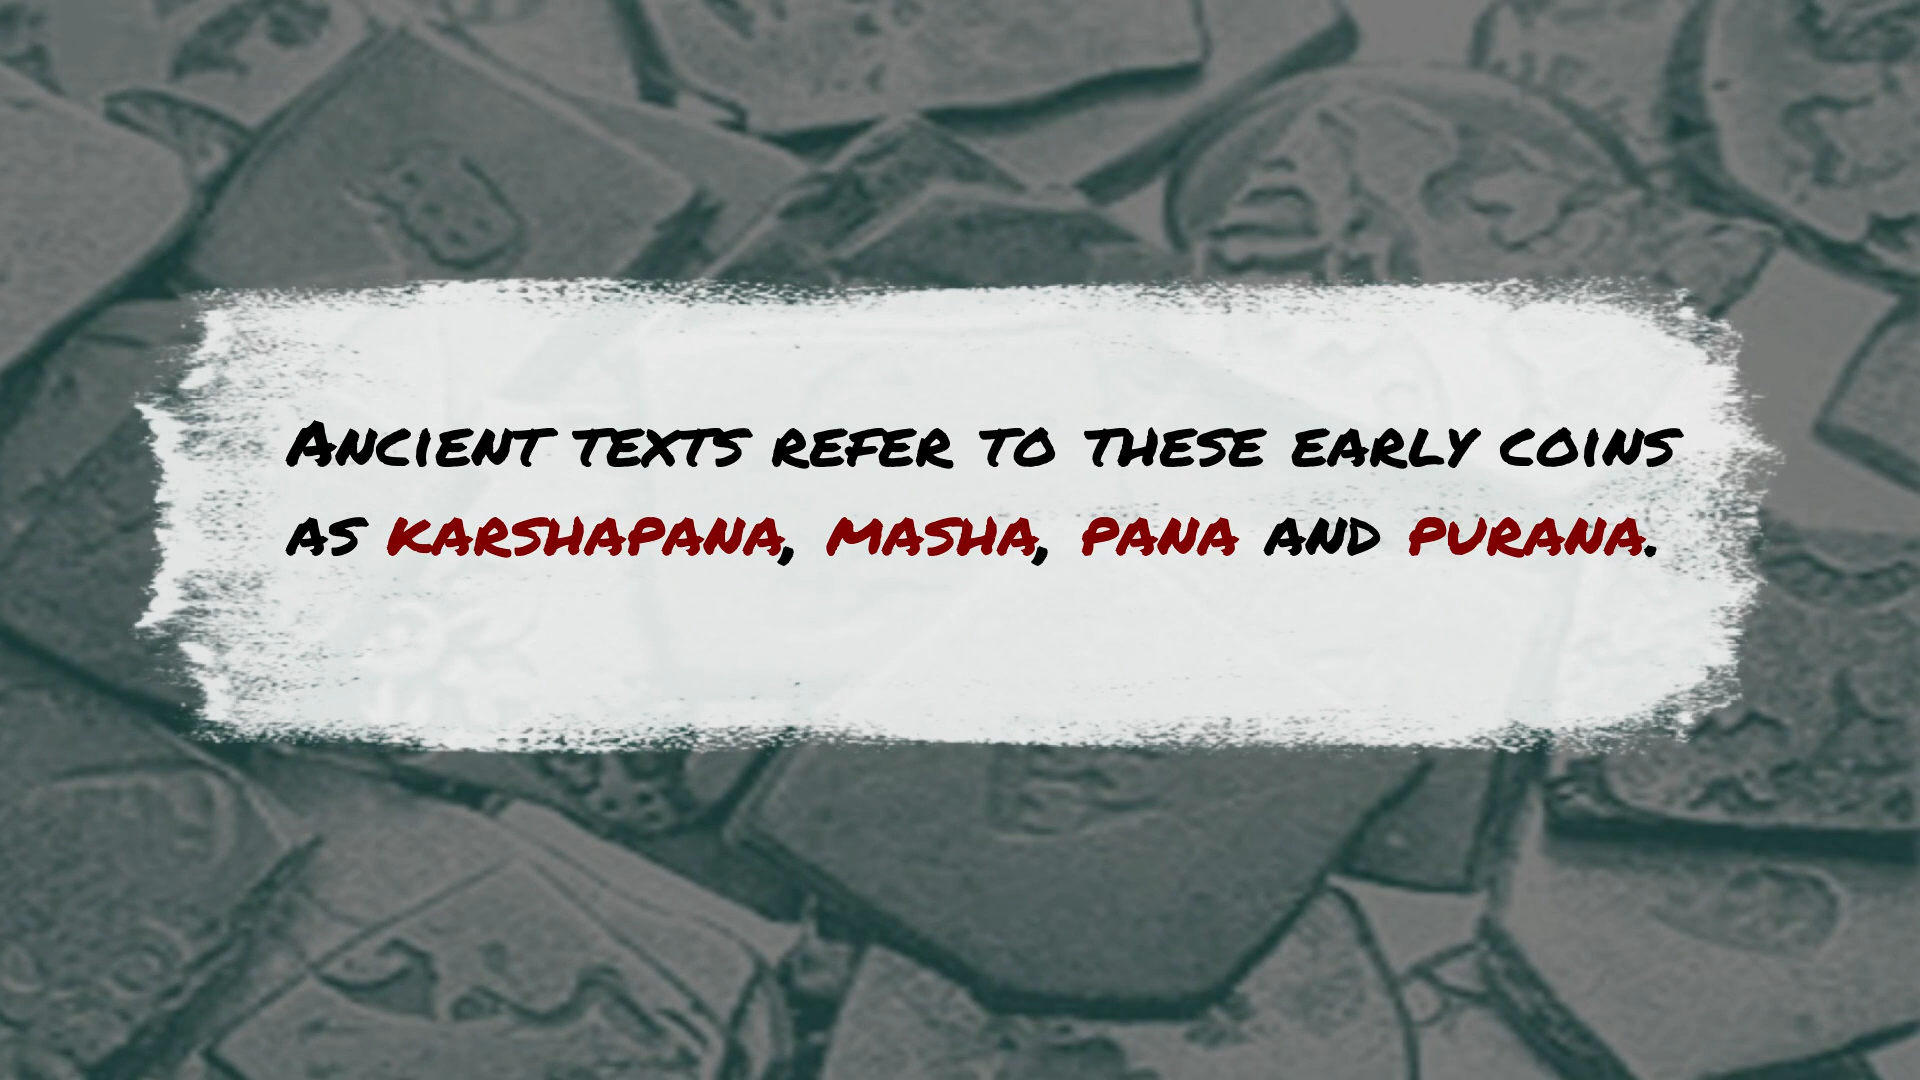 Ancient texts refer to these early coins
as karshapana, masha, pana and purana.